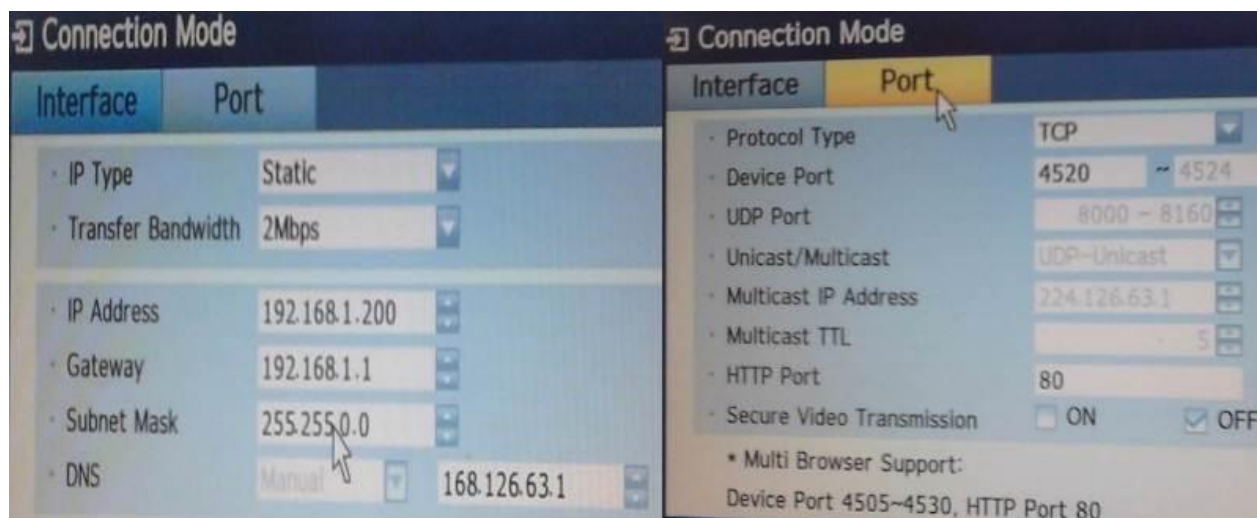 Connection Mode
Interface Port
IP Type Static
Transfer Bandwidth 2Mbps
IP Address 192.168.1.200
Gateway 192.168.1.1
Subnet Mask 255.255.0.0
DNS Manual 168.126.63.1
Connection Mode
Interface Port
Protocol Type TCP
Device Port 4520 ~ 4524
UDP Port 8000 ~ 8160
Unicast/Multicast UDP-Unicast
Multicast IP Address 224.126.63.1
Multicast TTL 5
HTTP Port 80
Secure Video Transmission ON OFF
* Multi Browser Support:
Device Port 4505~4530, HTTP Port 80